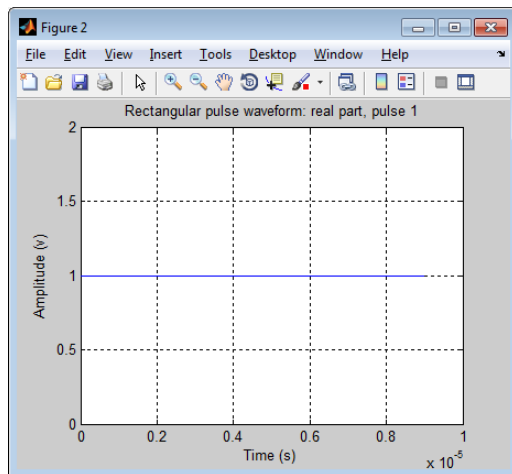 Figure 2
File Edit View Insert Tools Desktop Window Help
Rectangular pulse waveform: real part, pulse 1
2
1.5
1
0.5
0
Amplitude (v)
0 0.2 0.4 0.6 0.8 1
Time (s)
x 10^-5